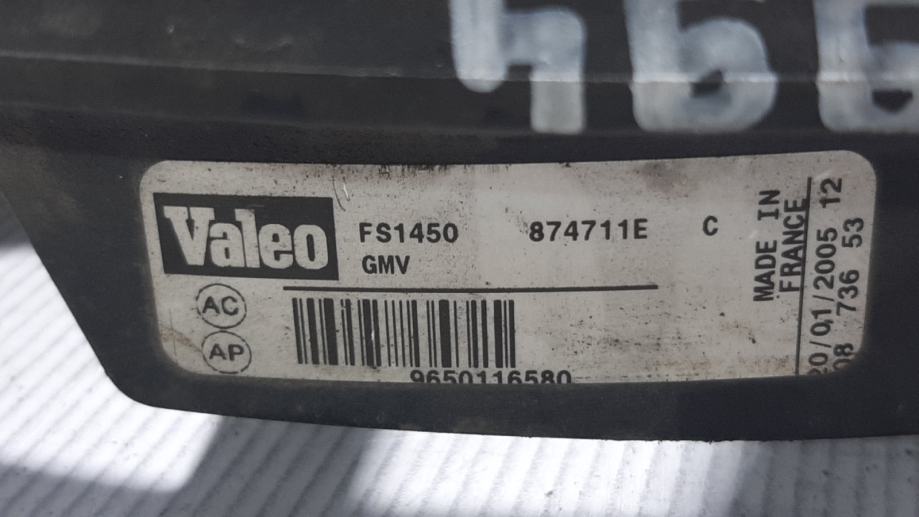 Valeo
FS1450 874711E C
GMV
AC
AP
9650116580
MADE IN
FRANCE
20/01/2005 12
08 736 53